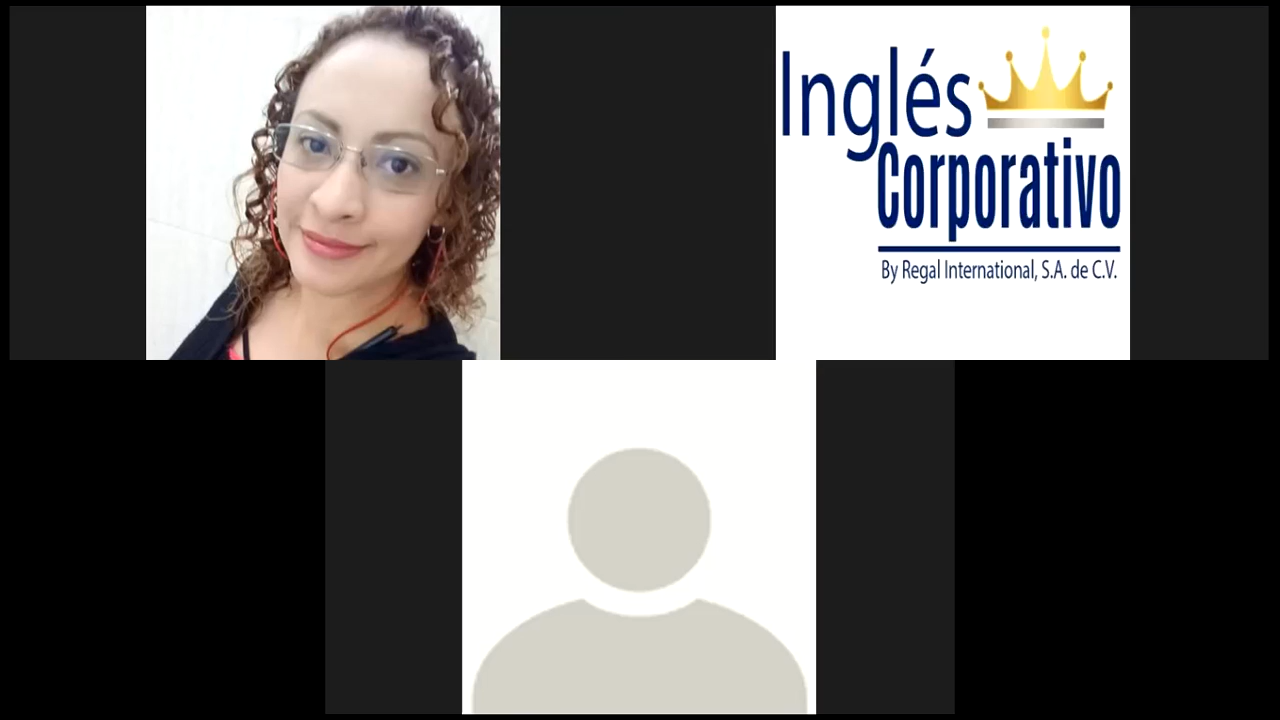 Inglés
Corporativo
By Regal International, S.A. de C.V.